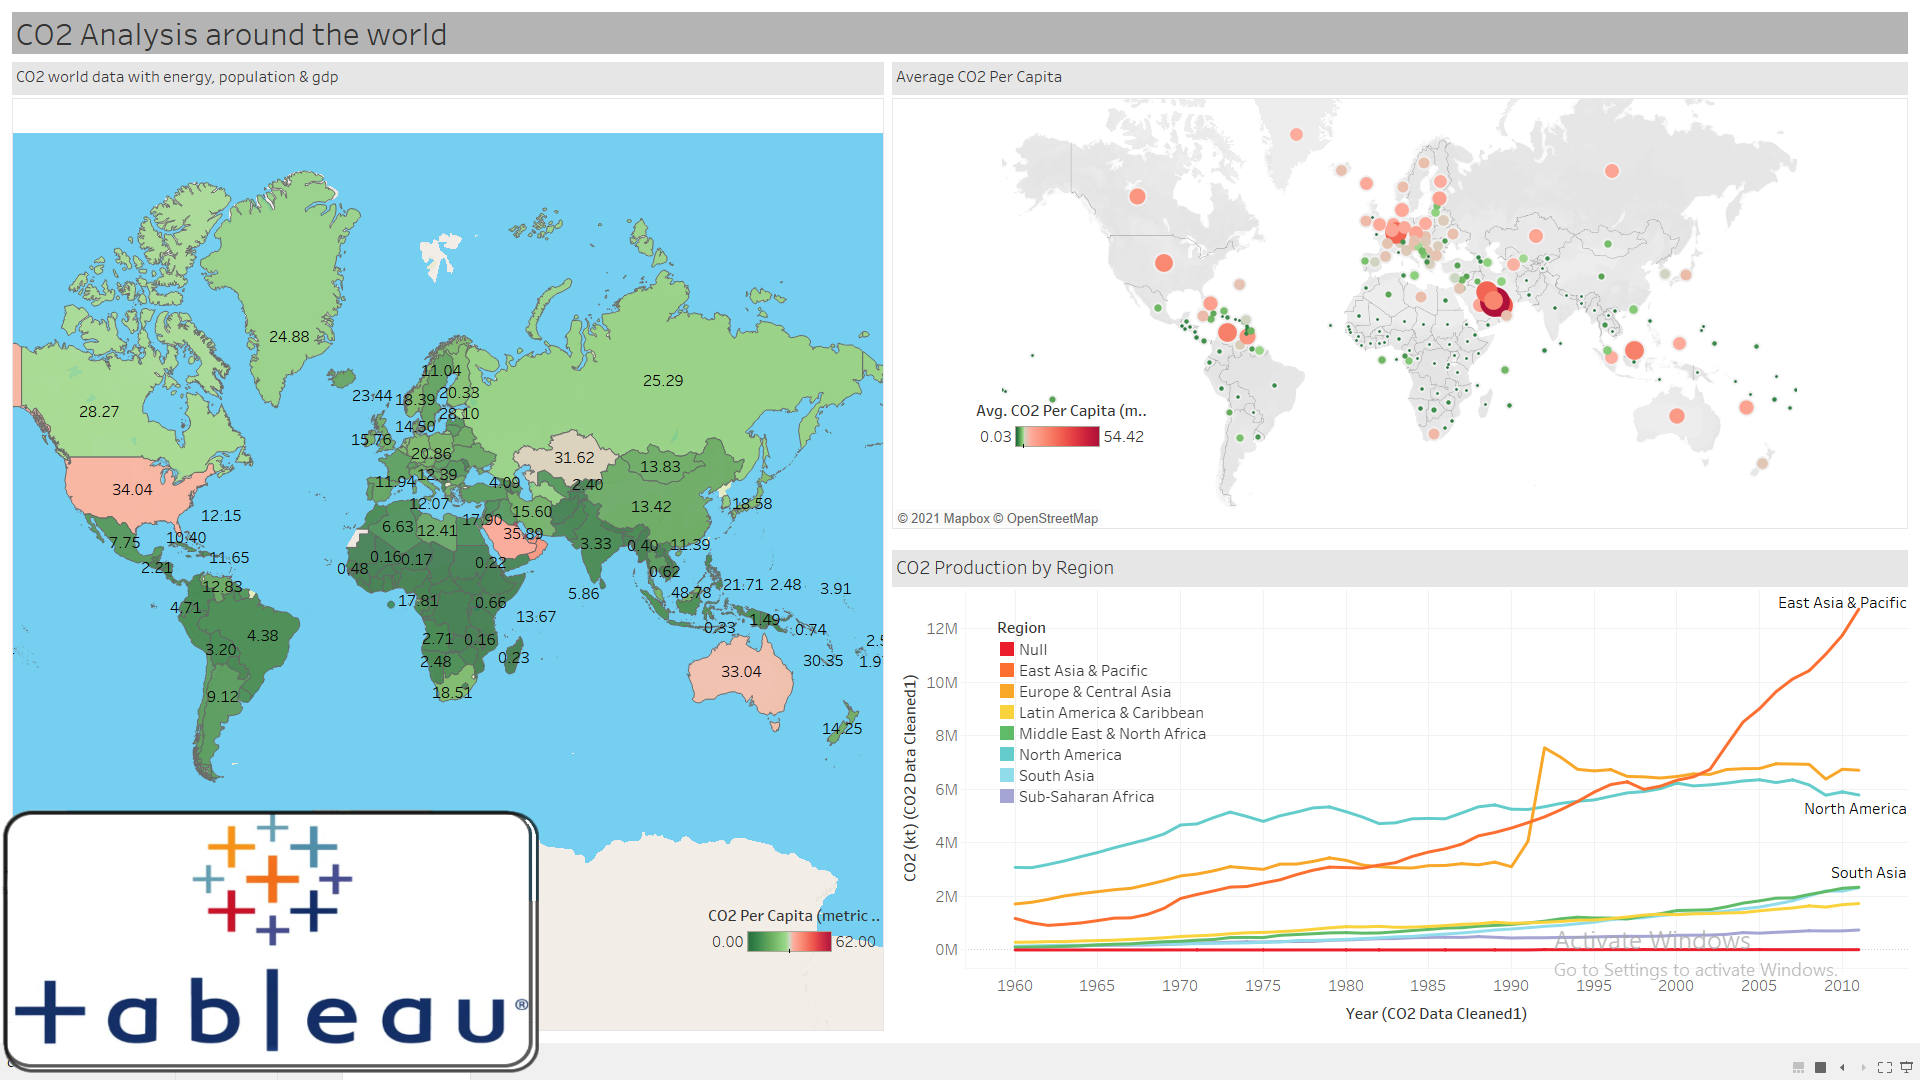 CO2 Analysis around the world
CO2 world data with energy, population & gdp
24.88
11.04
25.29
23.44
18.39
20.33
28.27
28.10
14.50
15.76
20.86
31.62
13.83
34.04
11.94
12.39
4.09
2.40
13.42
12.07
18.58
12.15
17.90
15.60
6.63
12.41
35.89
7.75
10.40
3.33
0.40
11.39
11.65
0.16
0.17
0.22
2.21
0.48
0.62
12.83
21.71
2.48
3.91
5.86
48.78
4.71
17.81
0.66
13.67
1.49
4.38
0.33
0.74
2.71
0.16
3.20
2.48
0.23
30.35
1.9
33.04
9.12
18.51
14.25
CO2 Per Capita (metric ..
0.00
62.00
+ableau®
Average CO2 Per Capita
Avg. CO2 Per Capita (m..
0.03
54.42
© 2021 Mapbox © OpenStreetMap
CO2 Production by Region
Region
Null
East Asia & Pacific
Europe & Central Asia
Latin America & Caribbean
Middle East & North Africa
North America
South Asia
Sub-Saharan Africa
East Asia & Pacific
North America
South Asia
CO2 (kt) (CO2 Data Cleaned1)
12M
10M
8M
6M
4M
2M
0M
1960
1965
1970
1975
1980
1985
1990
1995
2000
2005
2010
Year (CO2 Data Cleaned1)
Activate Windows
Go to Settings to activate Windows.